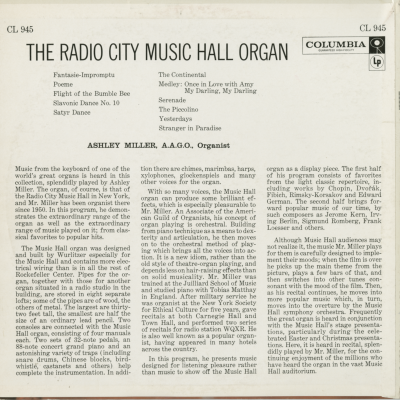 CL 945
CL 945
THE RADIO CITY MUSIC HALL ORGAN
COLUMBIA
Lp
Fantasie-Impromptu
Poeme
Flight of the Bumble Bee
Slavonic Dance No. 10
Satyr Dance
The Continental
Medley: Once in Love with Amy
My Darling, My Darling
Serenade
The Piccolino
Yesterdays
Stranger in Paradise
ASHLEY MILLER, A.A.G.O., Organist
Music from the keyboard of one of the
world's great organs is heard in this
collection, splendidly played by Ashley
Miller. The organ, of course, is that of
the Radio City Music Hall in New York,
and Mr. Miller has been organist there
since 1950. In this program, he demon-
strates the extraordinary range of the
organ as well as the extraordinary
range of music played on it; from clas-
sical favorites to popular hits.
The Music Hall organ was designed
and built by Wurlitzer especially for
the Music Hall and contains more elec-
trical wiring than is in all the rest of
Rockefeller Center. Pipes for the or-
gan, together with those for another
organ situated in a radio studio in the
building, are stored in eight separate
lofts; some of the pipes are of wood, the
others of metal. The largest are thirty-
two feet tall, the smallest are half the
size of an ordinary lead pencil. Two
consoles are connected with the Music
Hall organ, consisting of four manuals
each. Two sets of 32-note pedals, an
88-note concert grand piano and an
astonishing variety of traps (including
snare drums, Chinese blocks, bird-
whistle, castanets and others) help
complete the instrumentation. In addi-
tion there are chimes, marimbas, harps,
xylophones, glockenspiels and many
other voices for the organ.
With so many voices, the Music Hall
organ can produce some brilliant ef-
fects, which is especially pleasurable to
Mr. Miller. An Associate of the Ameri-
can Guild of Organists, his concept of
organ playing is orchestral. Building
from piano technique as a means to dex-
terity and articulation, he then moves
on to the orchestral method of play-
ing which brings all the voices into ac-
tion. It is a new idiom, rather than the
old style of theatre-organ playing, and
depends less on hair-raising effects than
on solid musicality. Mr. Miller was
trained at the Juilliard School of Music
and studied piano with Tobias Matthay
in England. After military service he
was organist at the New York Society
for Ethical Culture for five years, gave
recitals at both Carnegie Hall and
Town Hall, and performed two series
of recitals for radio station WQXR. He
is also well known as a popular organ-
ist, having appeared in many hotels
across the country.
In this program, he presents music
designed for listening pleasure rather
than music to show off the Music Hall
organ as a display piece. The first half
of his program consists of favorites
from the light classic repertoire, in-
cluding works by Chopin, Dvořák,
Fibich, Rimsky-Korsakov and Edward
German. The second half brings for-
ward popular music of our time, by
such composers as Jerome Kern, Irv-
ing Berlin, Sigmund Romberg, Frank
Loesser and others.
Although Music Hall audiences may
not realize it, the music Mr. Miller plays
for them is carefully designed to imple-
ment their moods; when the film is over
he picks up the main theme from the
picture, plays a few bars of that, and
then switches into other tunes con-
sonant with the mood of the film. Then,
as his recital continues, he moves into
more popular music which, in turn,
moves into the overture by the Music
Hall symphony orchestra. Frequently
the great organ is heard in conjunction
with the Music Hall's stage presenta-
tions, particularly during the cele-
brated Easter and Christmas presenta-
tions. Here, it is heard in recital, splen-
didly played by Mr. Miller, for the con-
tinuing enjoyment of the millions who
have heard the organ in the vast Music
Hall auditorium.